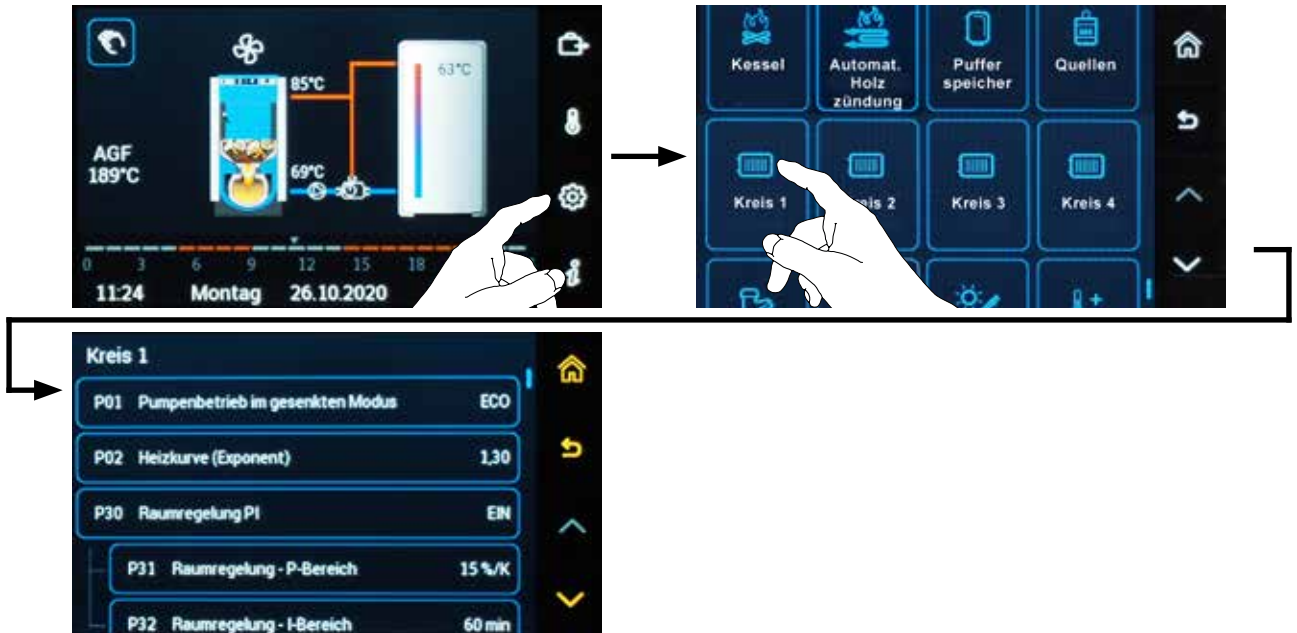 85°C
63°C
AGF
189°C
69°C
0 3 6 9 12 15 18
11:24 Montag 26.10.2020
Kessel
Automat.
Holz
zündung
Puffer
speicher
Quellen
Kreis 1
Kreis 3
Kreis 4
Kreis 1
P01 Pumpenbetrieb im gesenkten Modus ECO
P02 Heizkurve (Exponent) 1,30
P30 Raumregelung PI EIN
P31 Raumregelung - P-Bereich 15 %/K
P32 Raumregelung - I-Bereich 60 min